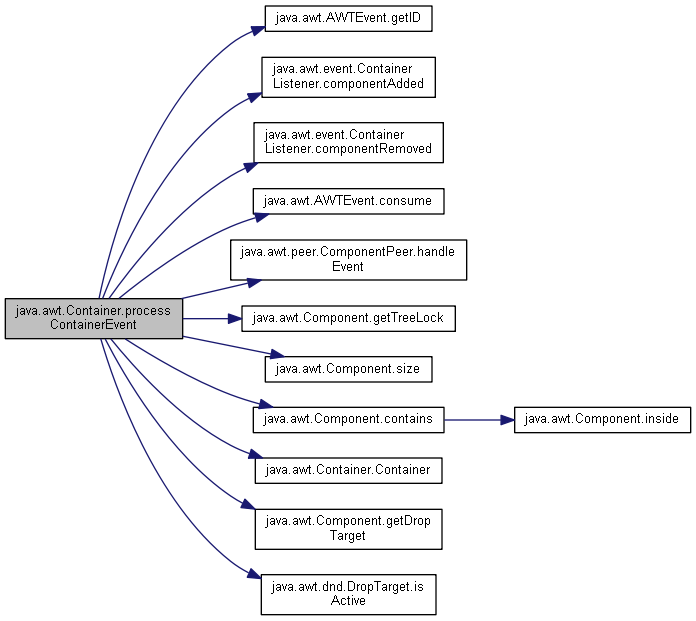 java.awt.AWTEvent.getID
java.awt.event.Container
Listener.componentAdded
java.awt.event.Container
Listener.componentRemoved
java.awt.AWTEvent.consume
java.awt.peer.ComponentPeer.handle
Event
java.awt.Container.process
ContainerEvent
java.awt.Component.getTreeLock
java.awt.Component.size
java.awt.Component.contains
java.awt.Component.inside
java.awt.Container.Container
java.awt.Component.getDrop
Target
java.awt.dnd.DropTarget.is
Active